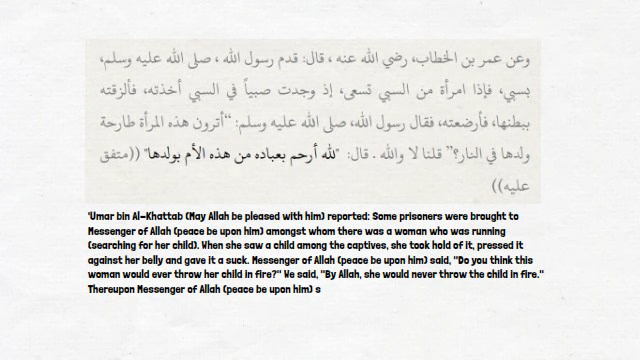 وعن عمر بن الخطاب، رضي الله عنه ، قال: قدم رسول الله ، صلى الله عليه وسلم،
بسبي، فإذا امرأة من السبي تسعى، إذ وجدت صبياً في السبي أخذته، فألزقته
ببطنها، فأرضعته، فقال رسول الله، صلى الله عليه وسلم: "أترون هذه المرأة طارحة
ولدها في النار؟" قلنا لا والله . قال: "لله أرحم بعباده من هذه الأم بولدها" ((متفق
عليه))
'Umar bin Al-Khattab (May Allah be pleased with him) reported: Some prisoners were brought to
Messenger of Allah (peace be upon him) amongst whom there was a woman who was running
(searching for her child). When she saw a child among the captives, she took hold of it, pressed it
against her belly and gave it a suck. Messenger of Allah (peace be upon him) said, "Do you think this
woman would ever throw her child in fire?" We said, "By Allah, she would never throw the child in fire."
Thereupon Messenger of Allah (peace be upon him) s